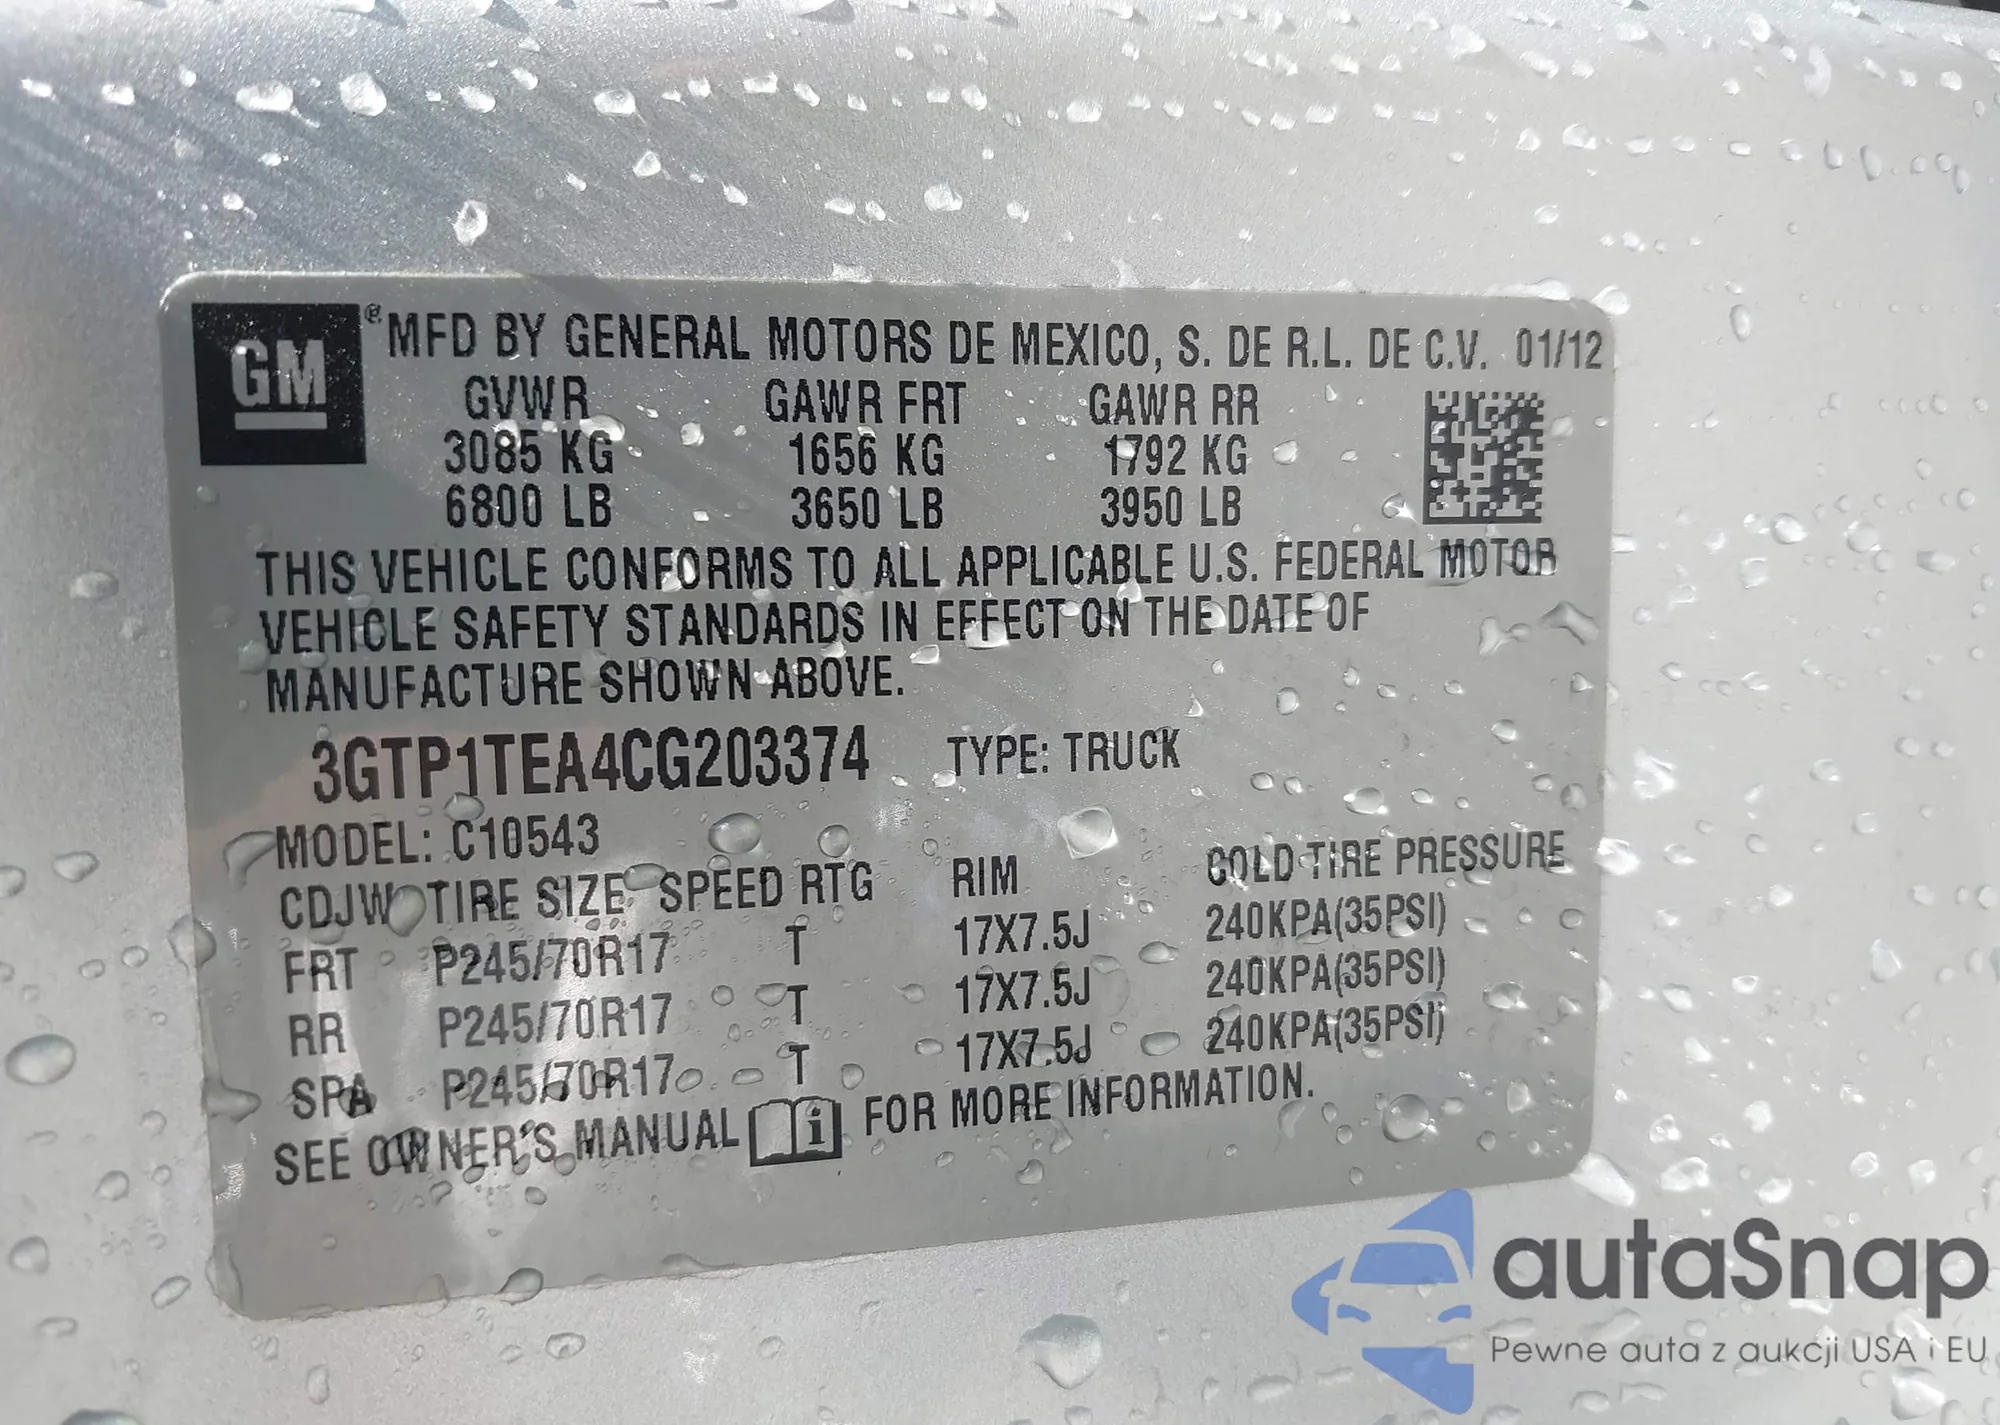 GM ® MFD BY GENERAL MOTORS DE MEXICO, S. DE R.L. DE C.V. 01/12
GVWR GAWR FRT GAWR RR
3085 KG 1656 KG 1792 KG
6800 LB 3650 LB 3950 LB
THIS VEHICLE CONFORMS TO ALL APPLICABLE U.S. FEDERAL MOTOR
VEHICLE SAFETY STANDARDS IN EFFECT ON THE DATE OF
MANUFACTURE SHOWN ABOVE.
3GTP1TEA4CG203374 TYPE: TRUCK
MODEL: C10543
CDJW TIRE SIZE SPEED RTG RIM COLD TIRE PRESSURE
FRT P245/70R17 T 17X7.5J 240KPA(35PSI)
RR P245/70R17 T 17X7.5J 240KPA(35PSI)
SPA P245/70R17 T 17X7.5J 240KPA(35PSI)
SEE OWNER'S MANUAL i FOR MORE INFORMATION.
autaSnap
Pewne auta z aukcji USA i EU